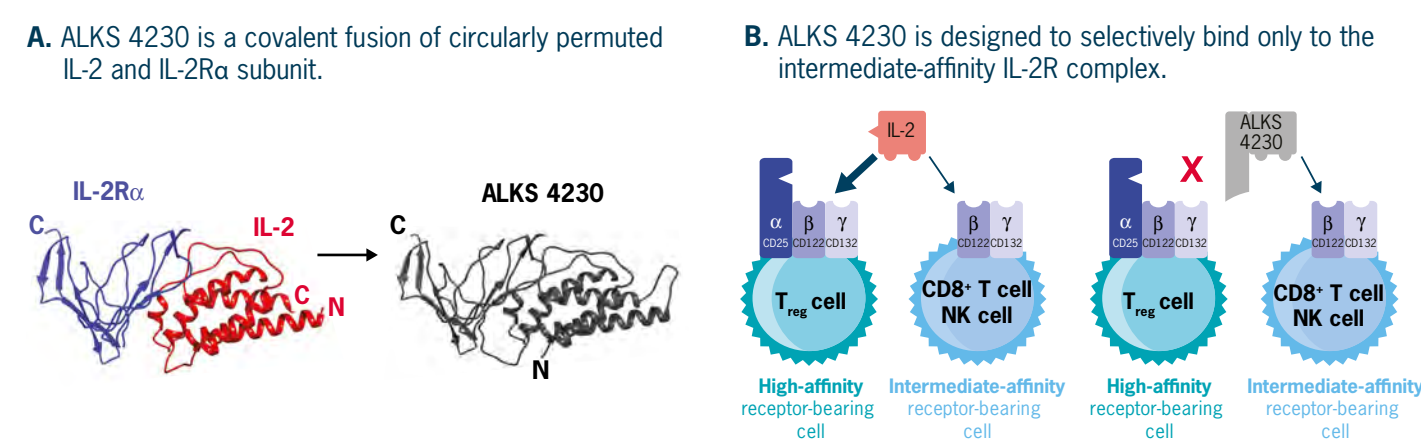 A. ALKS 4230 is a covalent fusion of circularly permuted
IL-2 and IL-2Rα subunit.
IL-2Rα
C
IL-2
C
N
ALKS 4230
C
N
B. ALKS 4230 is designed to selectively bind only to the
intermediate-affinity IL-2R complex.
IL-2
α
CD25
β
CD122
γ
CD132
Treg cell
High-affinity
receptor-bearing
cell
β
CD122
γ
CD132
CD8+ T cell
NK cell
Intermediate-affinity
receptor-bearing
cell
X
ALKS
4230
α
CD25
β
CD122
γ
CD132
Treg cell
High-affinity
receptor-bearing
cell
β
CD122
γ
CD132
CD8+ T cell
NK cell
Intermediate-affinity
receptor-bearing
cell